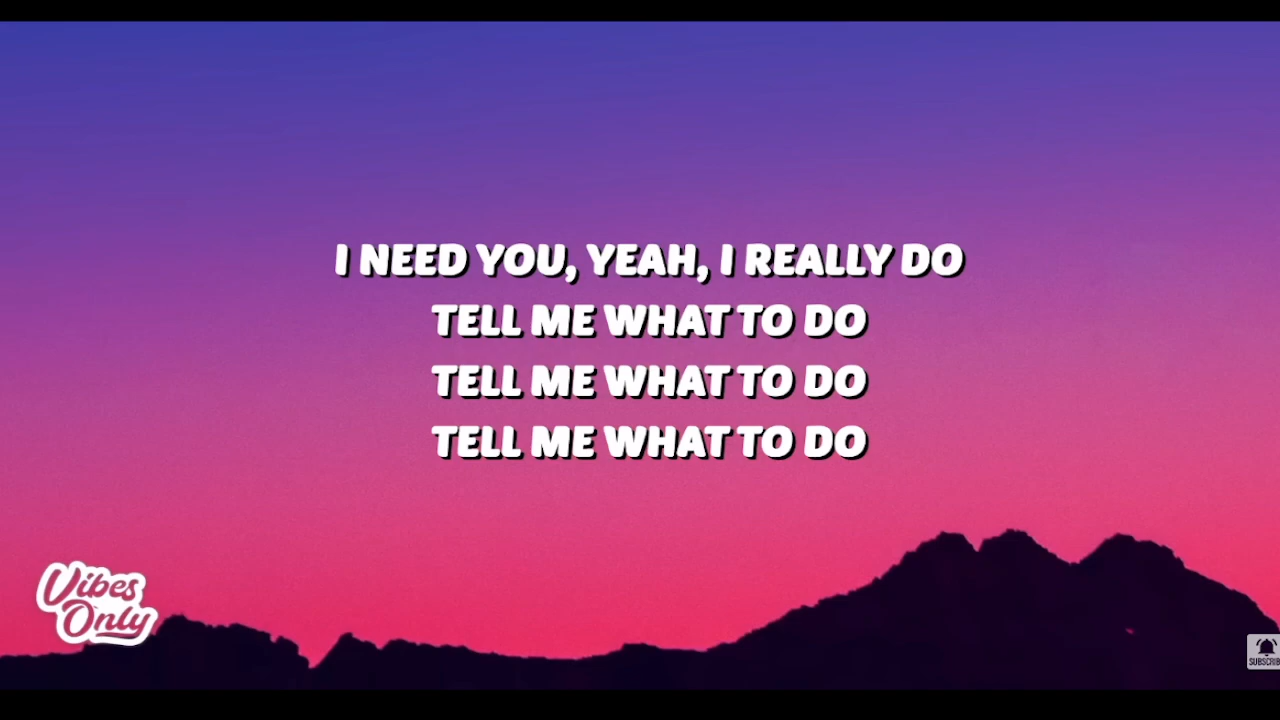 I NEED YOU, YEAH, I REALLY DO
TELL ME WHAT TO DO
TELL ME WHAT TO DO
TELL ME WHAT TO DO
Vibes
Only
SUBSCRIB